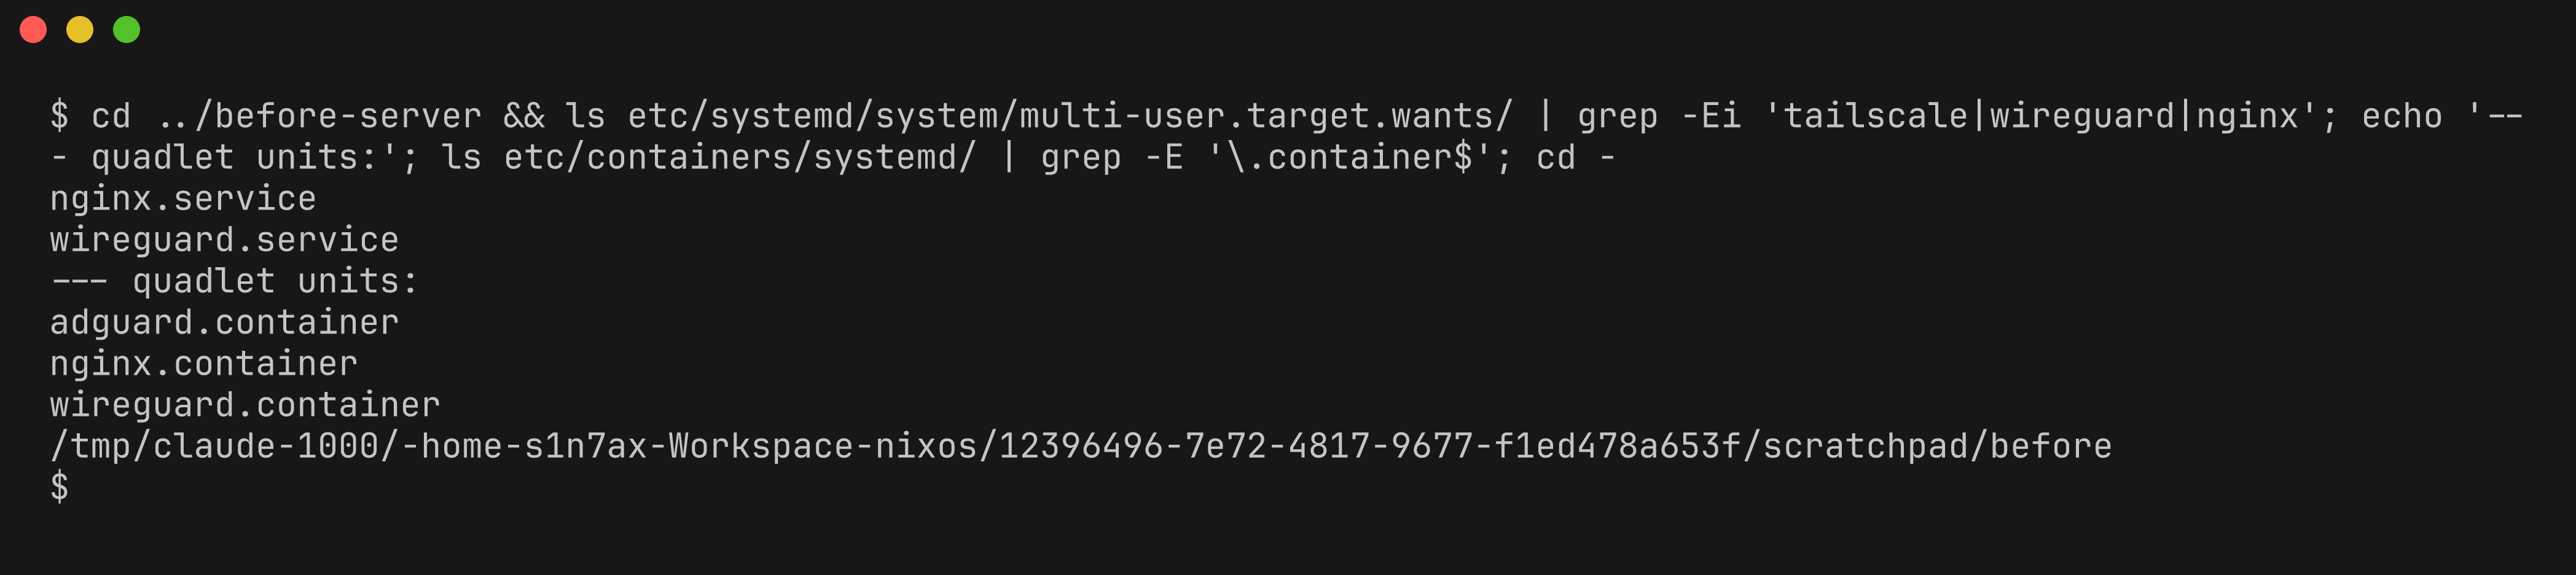 $ cd ../before-server && ls etc/systemd/system/multi-user.target.wants/ | grep -Ei 'tailscale|wireguard|nginx'; echo '--
- quadlet units:'; ls etc/containers/systemd/ | grep -E '\.container$'; cd -
nginx.service
wireguard.service
--- quadlet units:
adguard.container
nginx.container
wireguard.container
/tmp/claude-1000/-home-s1n7ax-Workspace-nixos/12396496-7e72-4817-9677-f1ed478a653f/scratchpad/before
$